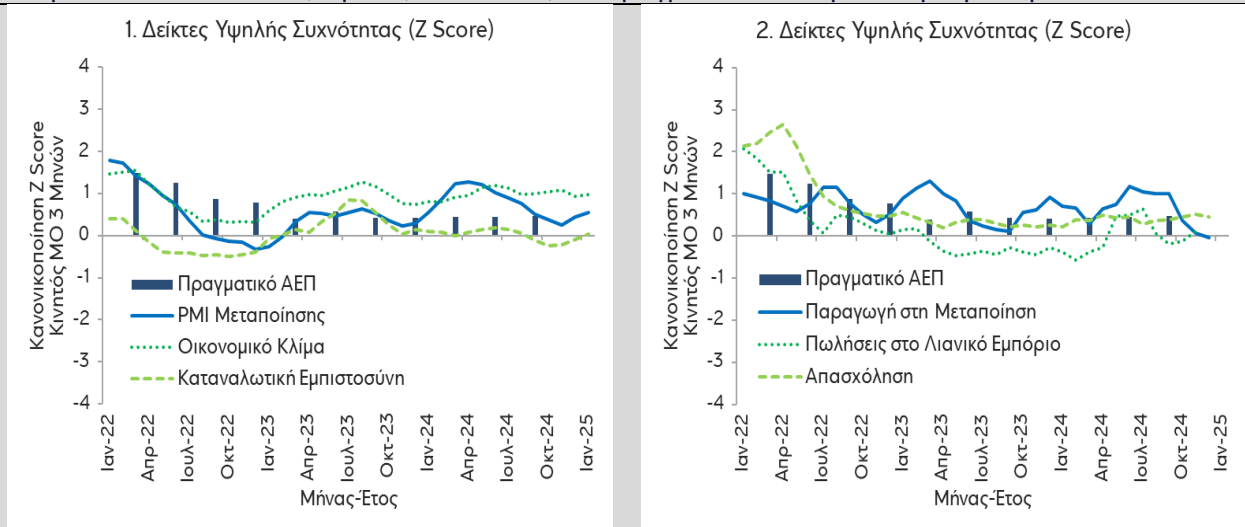 1. Δείκτες Υψηλής Συχνότητας (Z Score)
Κανονικοποίηση Z Score
Κινητός ΜΟ 3 Μηνών
4
3
2
1
0
-1
-2
-3
-4
Πραγματικό ΑΕΠ
PMI Μεταποίησης
Οικονομικό Κλίμα
Καταναλωτική Εμπιστοσύνη
Ιαν-22
Απρ-22
Ιουλ-22
Οκτ-22
Ιαν-23
Απρ-23
Ιουλ-23
Οκτ-23
Ιαν-24
Απρ-24
Ιουλ-24
Οκτ-24
Ιαν-25
Μήνας-Έτος
2. Δείκτες Υψηλής Συχνότητας (Z Score)
Κανονικοποίηση Z Score
Κινητός ΜΟ 3 Μηνών
4
3
2
1
0
-1
-2
-3
-4
Πραγματικό ΑΕΠ
Παραγωγή στη Μεταποίηση
Πωλήσεις στο Λιανικό Εμπόριο
Απασχόληση
Ιαν-22
Απρ-22
Ιουλ-22
Οκτ-22
Ιαν-23
Απρ-23
Ιουλ-23
Οκτ-23
Ιαν-24
Απρ-24
Ιουλ-24
Οκτ-24
Ιαν-25
Μήνας-Έτος